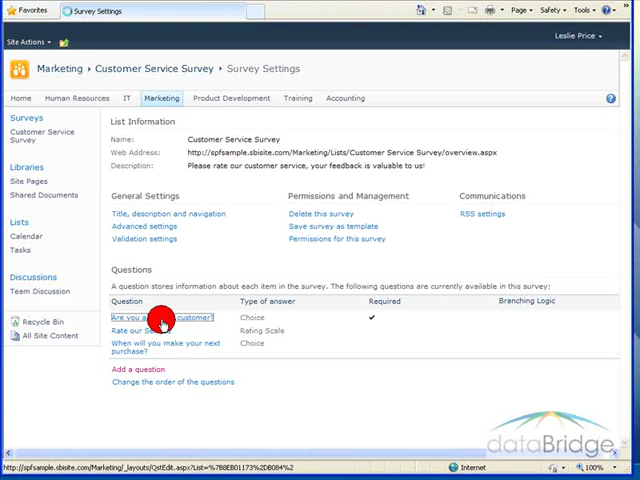 Favorites
Survey Settings
Page
Safety
Tools
Site Actions
Leslie Price
Marketing Customer Service Survey Survey Settings
Home Human Resources IT Marketing Product Development Training Accounting
Surveys
Customer Service
Survey
Libraries
Site Pages
Shared Documents
Lists
Calendar
Tasks
Discussions
Team Discussion
Recycle Bin
All Site Content
List Information
Name: Customer Service Survey
Web Address: http://spfsample.sbisite.com/Marketing/Lists/Customer Service Survey/overview.aspx
Description: Please rate our customer service, your feedback is valuable to us!
General Settings Permissions and Management Communications
Title, description and navigation Delete this survey RSS settings
Advanced settings Save survey as template
Validation settings Permissions for this survey
Questions
A question stores information about each item in the survey. The following questions are currently available in this survey:
Question Type of answer Required Branching Logic
Are you a customer? Choice
Rate our Rating Scale
When will you make your next Choice
purchase?
Add a question
Change the order of the questions
dataBridge
http://spfsample.sbisite.com/Marketing/_layouts/QstEdit.aspx?List=%7B8EB01173%2DB084%2
Internet
100%